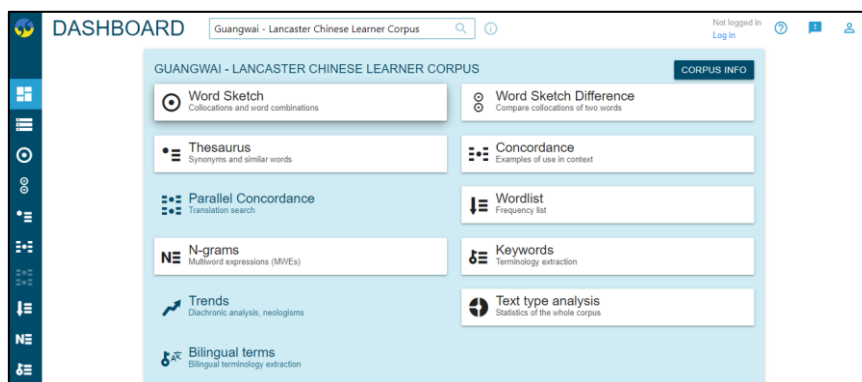 DASHBOARD
Guangwai - Lancaster Chinese Learner Corpus
Not logged in
Log in
GUANGWAI - LANCASTER CHINESE LEARNER CORPUS
CORPUS INFO
Word Sketch
Collocations and word combinations
Word Sketch Difference
Compare collocations of two words
Thesaurus
Synonyms and similar words
Concordance
Examples of use in context
Parallel Concordance
Translation search
Wordlist
Frequency list
N-grams
Multiword expressions (MWEs)
Keywords
Terminology extraction
Trends
Diachronic analysis, neologisms
Text type analysis
Statistics of the whole corpus
Bilingual terms
Bilingual terminology extraction